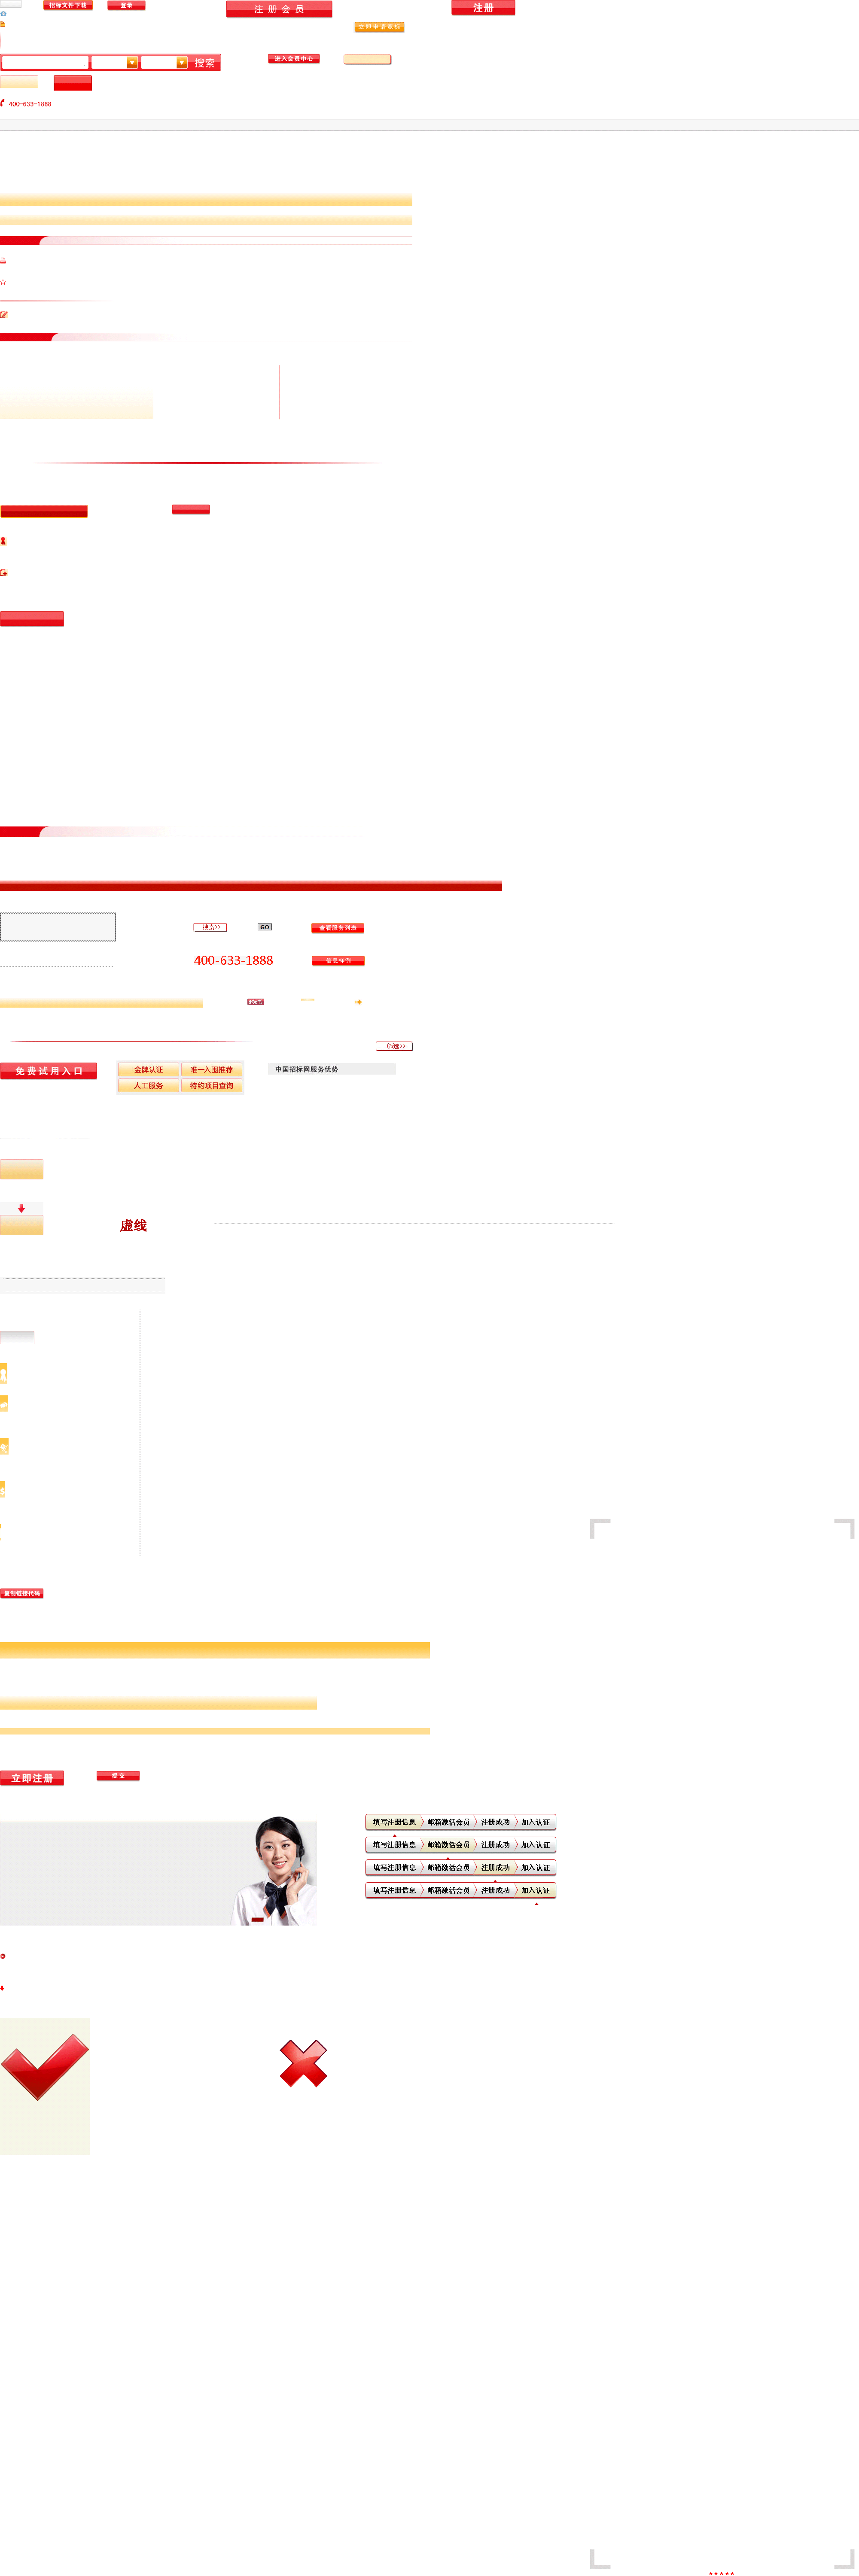 招标文件下载
登录
注册会员
注册
立即申请竞标
搜索
进入会员中心
400-633-1888
搜索>>
GO
查看服务列表
400-633-1888
信息样例
筛选>>
免费试用入口
金牌认证
唯一入围推荐
人工服务
特约项目查询
中国招标网服务优势
虚线
复制链接代码
立即注册
提交
填写注册信息 邮箱激活会员 注册成功 加入认证
填写注册信息 邮箱激活会员 注册成功 加入认证
填写注册信息 邮箱激活会员 注册成功 加入认证
填写注册信息 邮箱激活会员 注册成功 加入认证